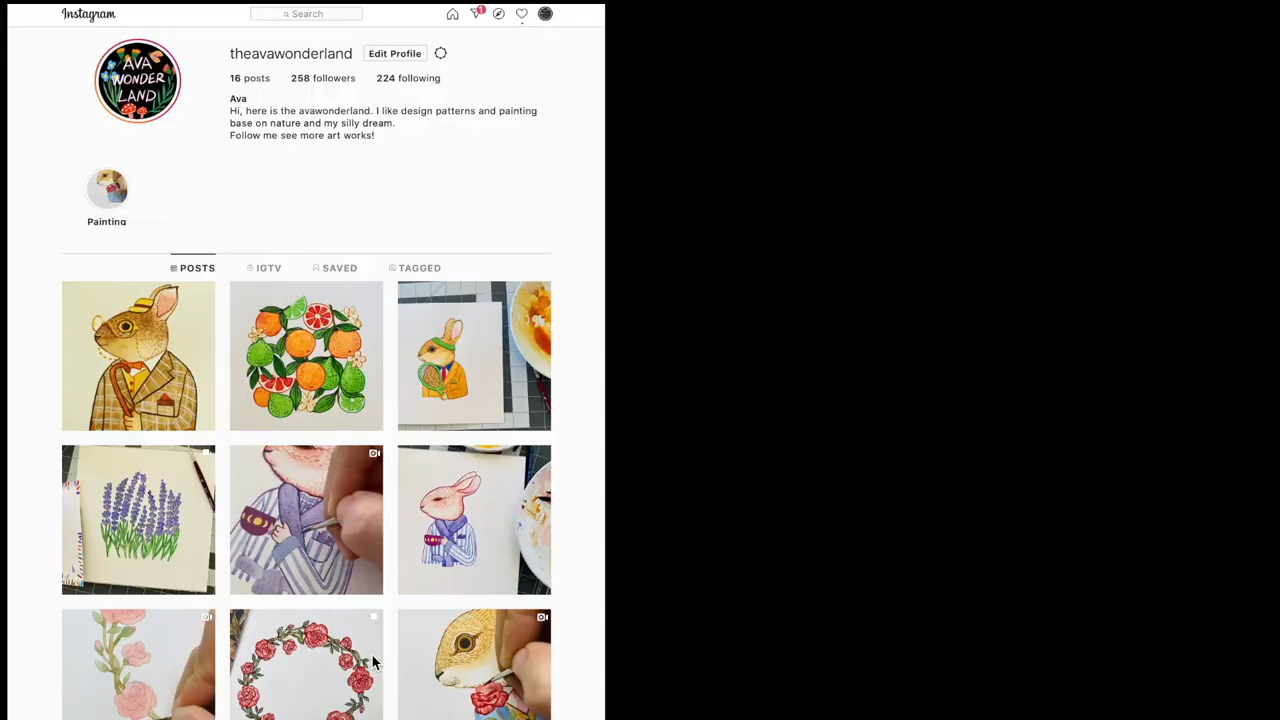 Instagram
Search
1
AVA
WONDER
LAND
theavawonderland
Edit Profile
16 posts 258 followers 224 following
Ava
Hi, here is the avawonderland. I like design patterns and painting
base on nature and my silly dream.
Follow me see more art works!
Painting
POSTS IGTV SAVED TAGGED